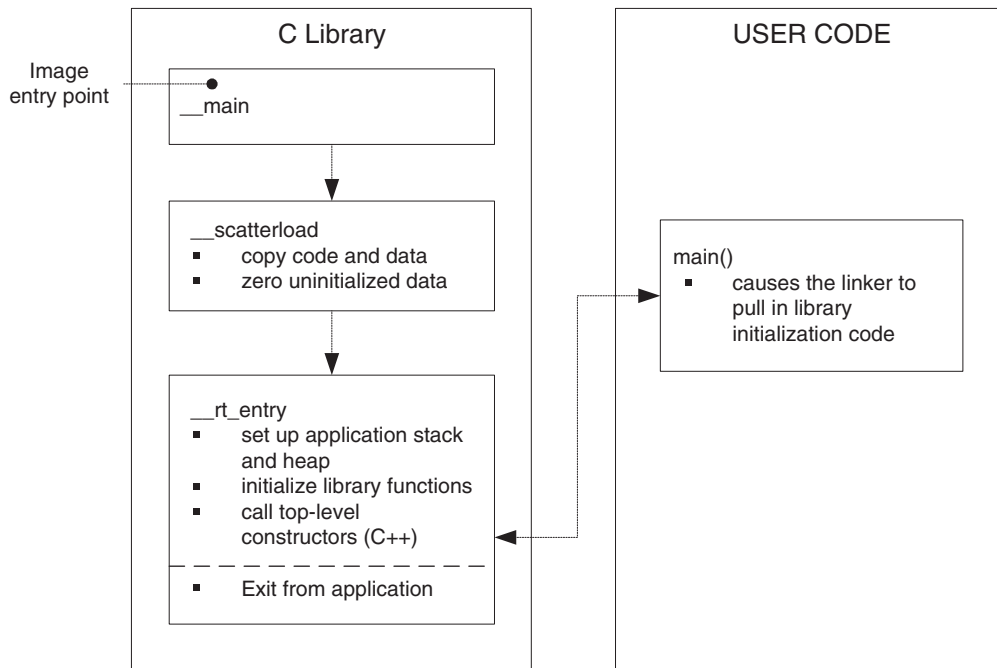 C Library
USER CODE
Image
entry point
__main
__scatterload
▪ copy code and data
▪ zero uninitialized data
main()
▪ causes the linker to
pull in library
initialization code
__rt_entry
▪ set up application stack
and heap
▪ initialize library functions
▪ call top-level
constructors (C++)
▪ Exit from application